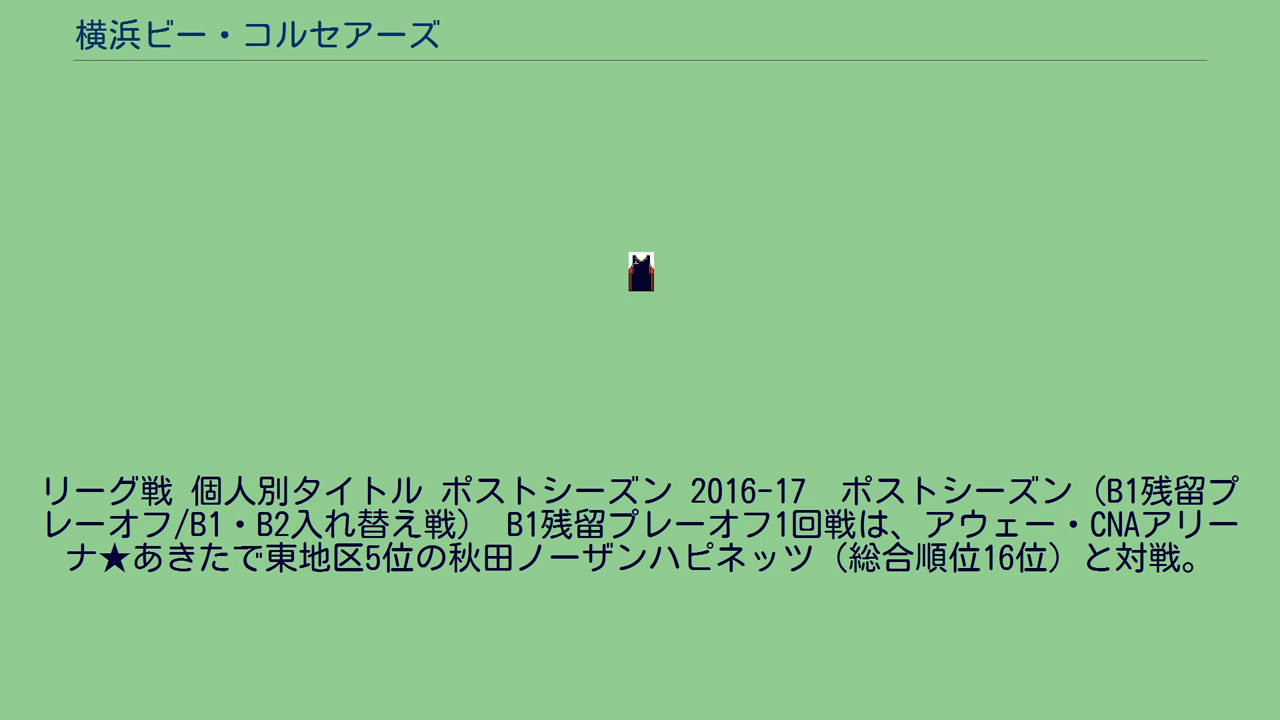 横浜ビー・コルセアーズ
リーグ戦 個人別タイトル ポストシーズン 2016-17　ポストシーズン（B1残留プ
レーオフ/B1・B2入れ替え戦） B1残留プレーオフ1回戦は、アウェー・CNAアリー
ナ★あきたで東地区5位の秋田ノーザンハピネッツ（総合順位16位）と対戦。